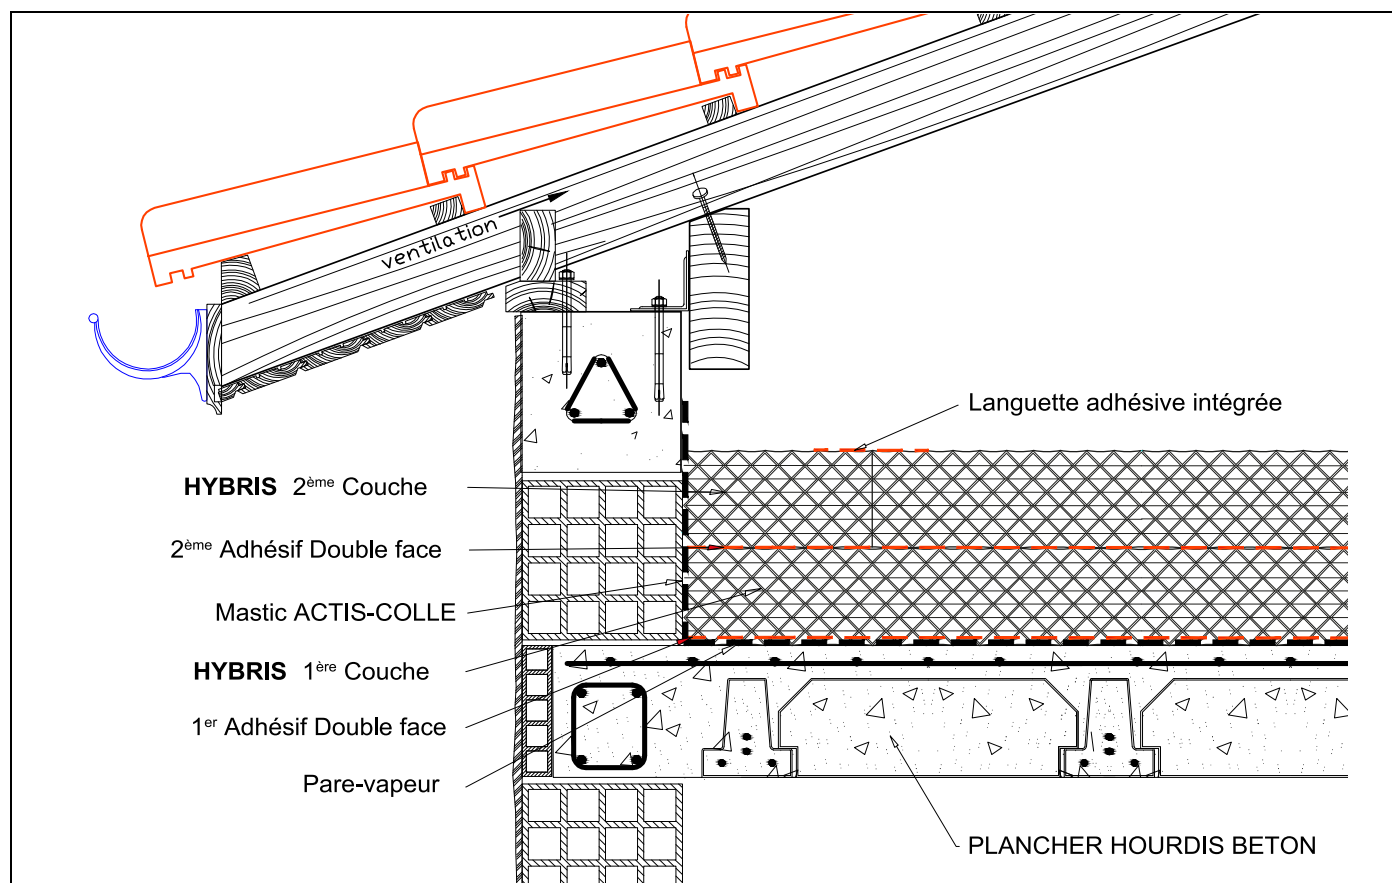 ventilation
Languette adhésive intégrée
HYBRIS 2ème Couche
2ème Adhésif Double face
Mastic ACTIS-COLLE
HYBRIS 1ère Couche
1er Adhésif Double face
Pare-vapeur
PLANCHER HOURDIS BETON